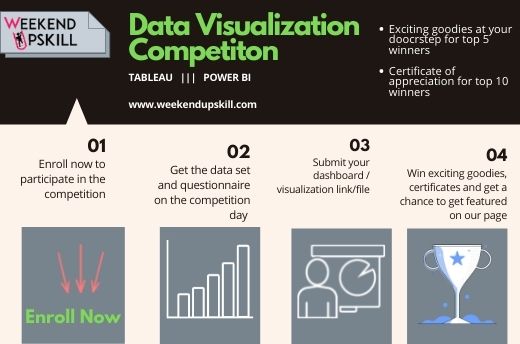 WEEKEND
UPSKILL
Data Visualization
Competiton
TABLEAU ||| POWER BI
www.weekendupskill.com
Exciting goodies at your
doorstep for top 5
winners
Certificate of
appreciation for top 10
winners
01
Enroll now to
participate in the
competition
02
Get the data set
and questionnaire
on the competition
day
03
Submit your
dashboard /
visualization link/file
04
Win exciting goodies,
certificates and get a
chance to get featured
on our page
Enroll Now